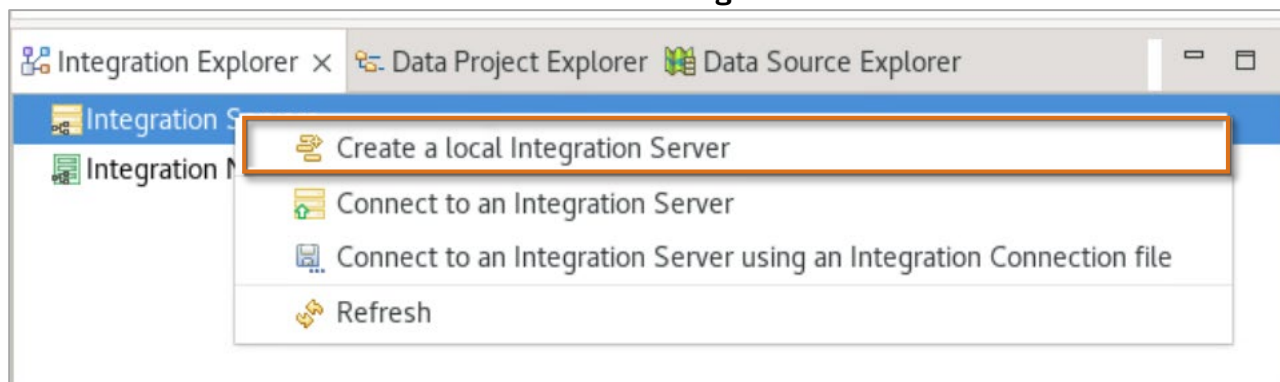 Integration Explorer × Data Project Explorer Data Source Explorer
Integration
Create a local Integration Server
Integration
Connect to an Integration Server
Connect to an Integration Server using an Integration Connection file
Refresh